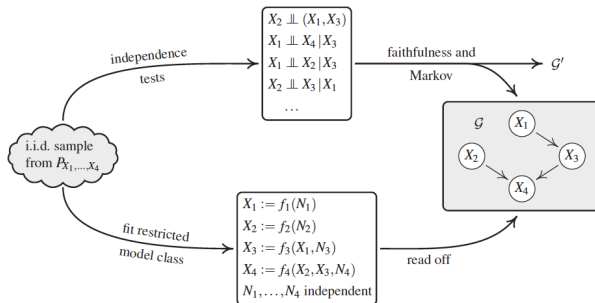 independence
tests
X₂ ⫫ (X₁, X₃)
X₁ ⫫ X₄ | X₃
X₁ ⫫ X₂ | X₃
X₂ ⫫ X₃ | X₁
...
faithfulness and
Markov
𝒢′
i.i.d. sample
from P_{X₁,...,X₄}
𝒢
X₁
X₂
X₃
X₄
fit restricted
model class
X₁ := f₁(N₁)
X₂ := f₂(N₂)
X₃ := f₃(X₁, N₃)
X₄ := f₄(X₂, X₃, N₄)
N₁, ..., N₄ independent
read off